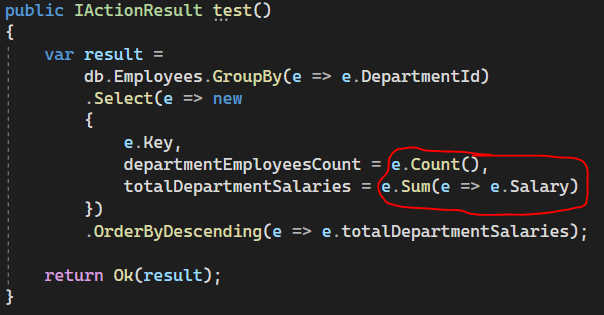 public IActionResult test()
{
var result =
db.Employees.GroupBy(e => e.DepartmentId)
.Select(e => new
{
e.Key,
departmentEmployeesCount = e.Count(),
totalDepartmentSalaries = e.Sum(e => e.Salary)
})
.OrderByDescending(e => e.totalDepartmentSalaries);
return Ok(result);
}